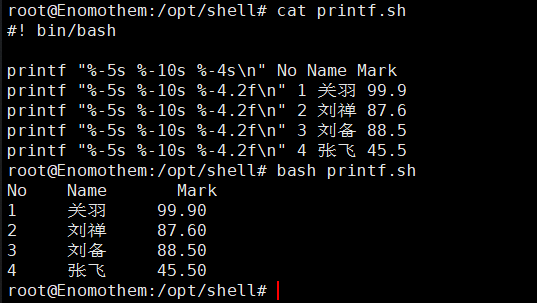 root@Enomothem:/opt/shell# cat printf.sh
#! bin/bash
printf "%-5s %-10s %-4s\n" No Name Mark
printf "%-5s %-10s %-4.2f\n" 1 关羽 99.9
printf "%-5s %-10s %-4.2f\n" 2 刘禅 87.6
printf "%-5s %-10s %-4.2f\n" 3 刘备 88.5
printf "%-5s %-10s %-4.2f\n" 4 张飞 45.5
root@Enomothem:/opt/shell# bash printf.sh
No    Name       Mark
1     关羽     99.90
2     刘禅     87.60
3     刘备     88.50
4     张飞     45.50
root@Enomothem:/opt/shell#